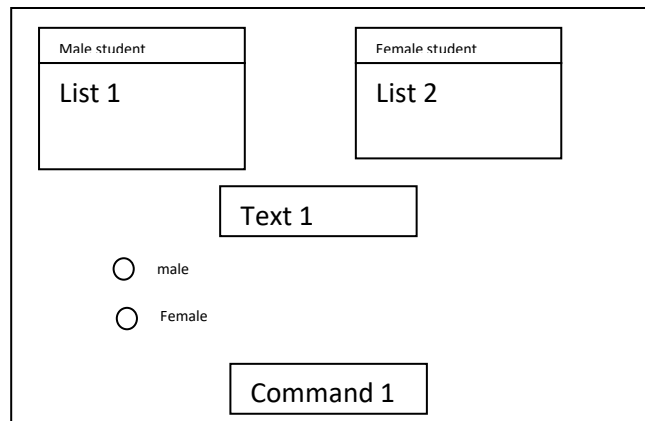 Male student
Female student
List 1
List 2
Text 1
male
Female
Command 1